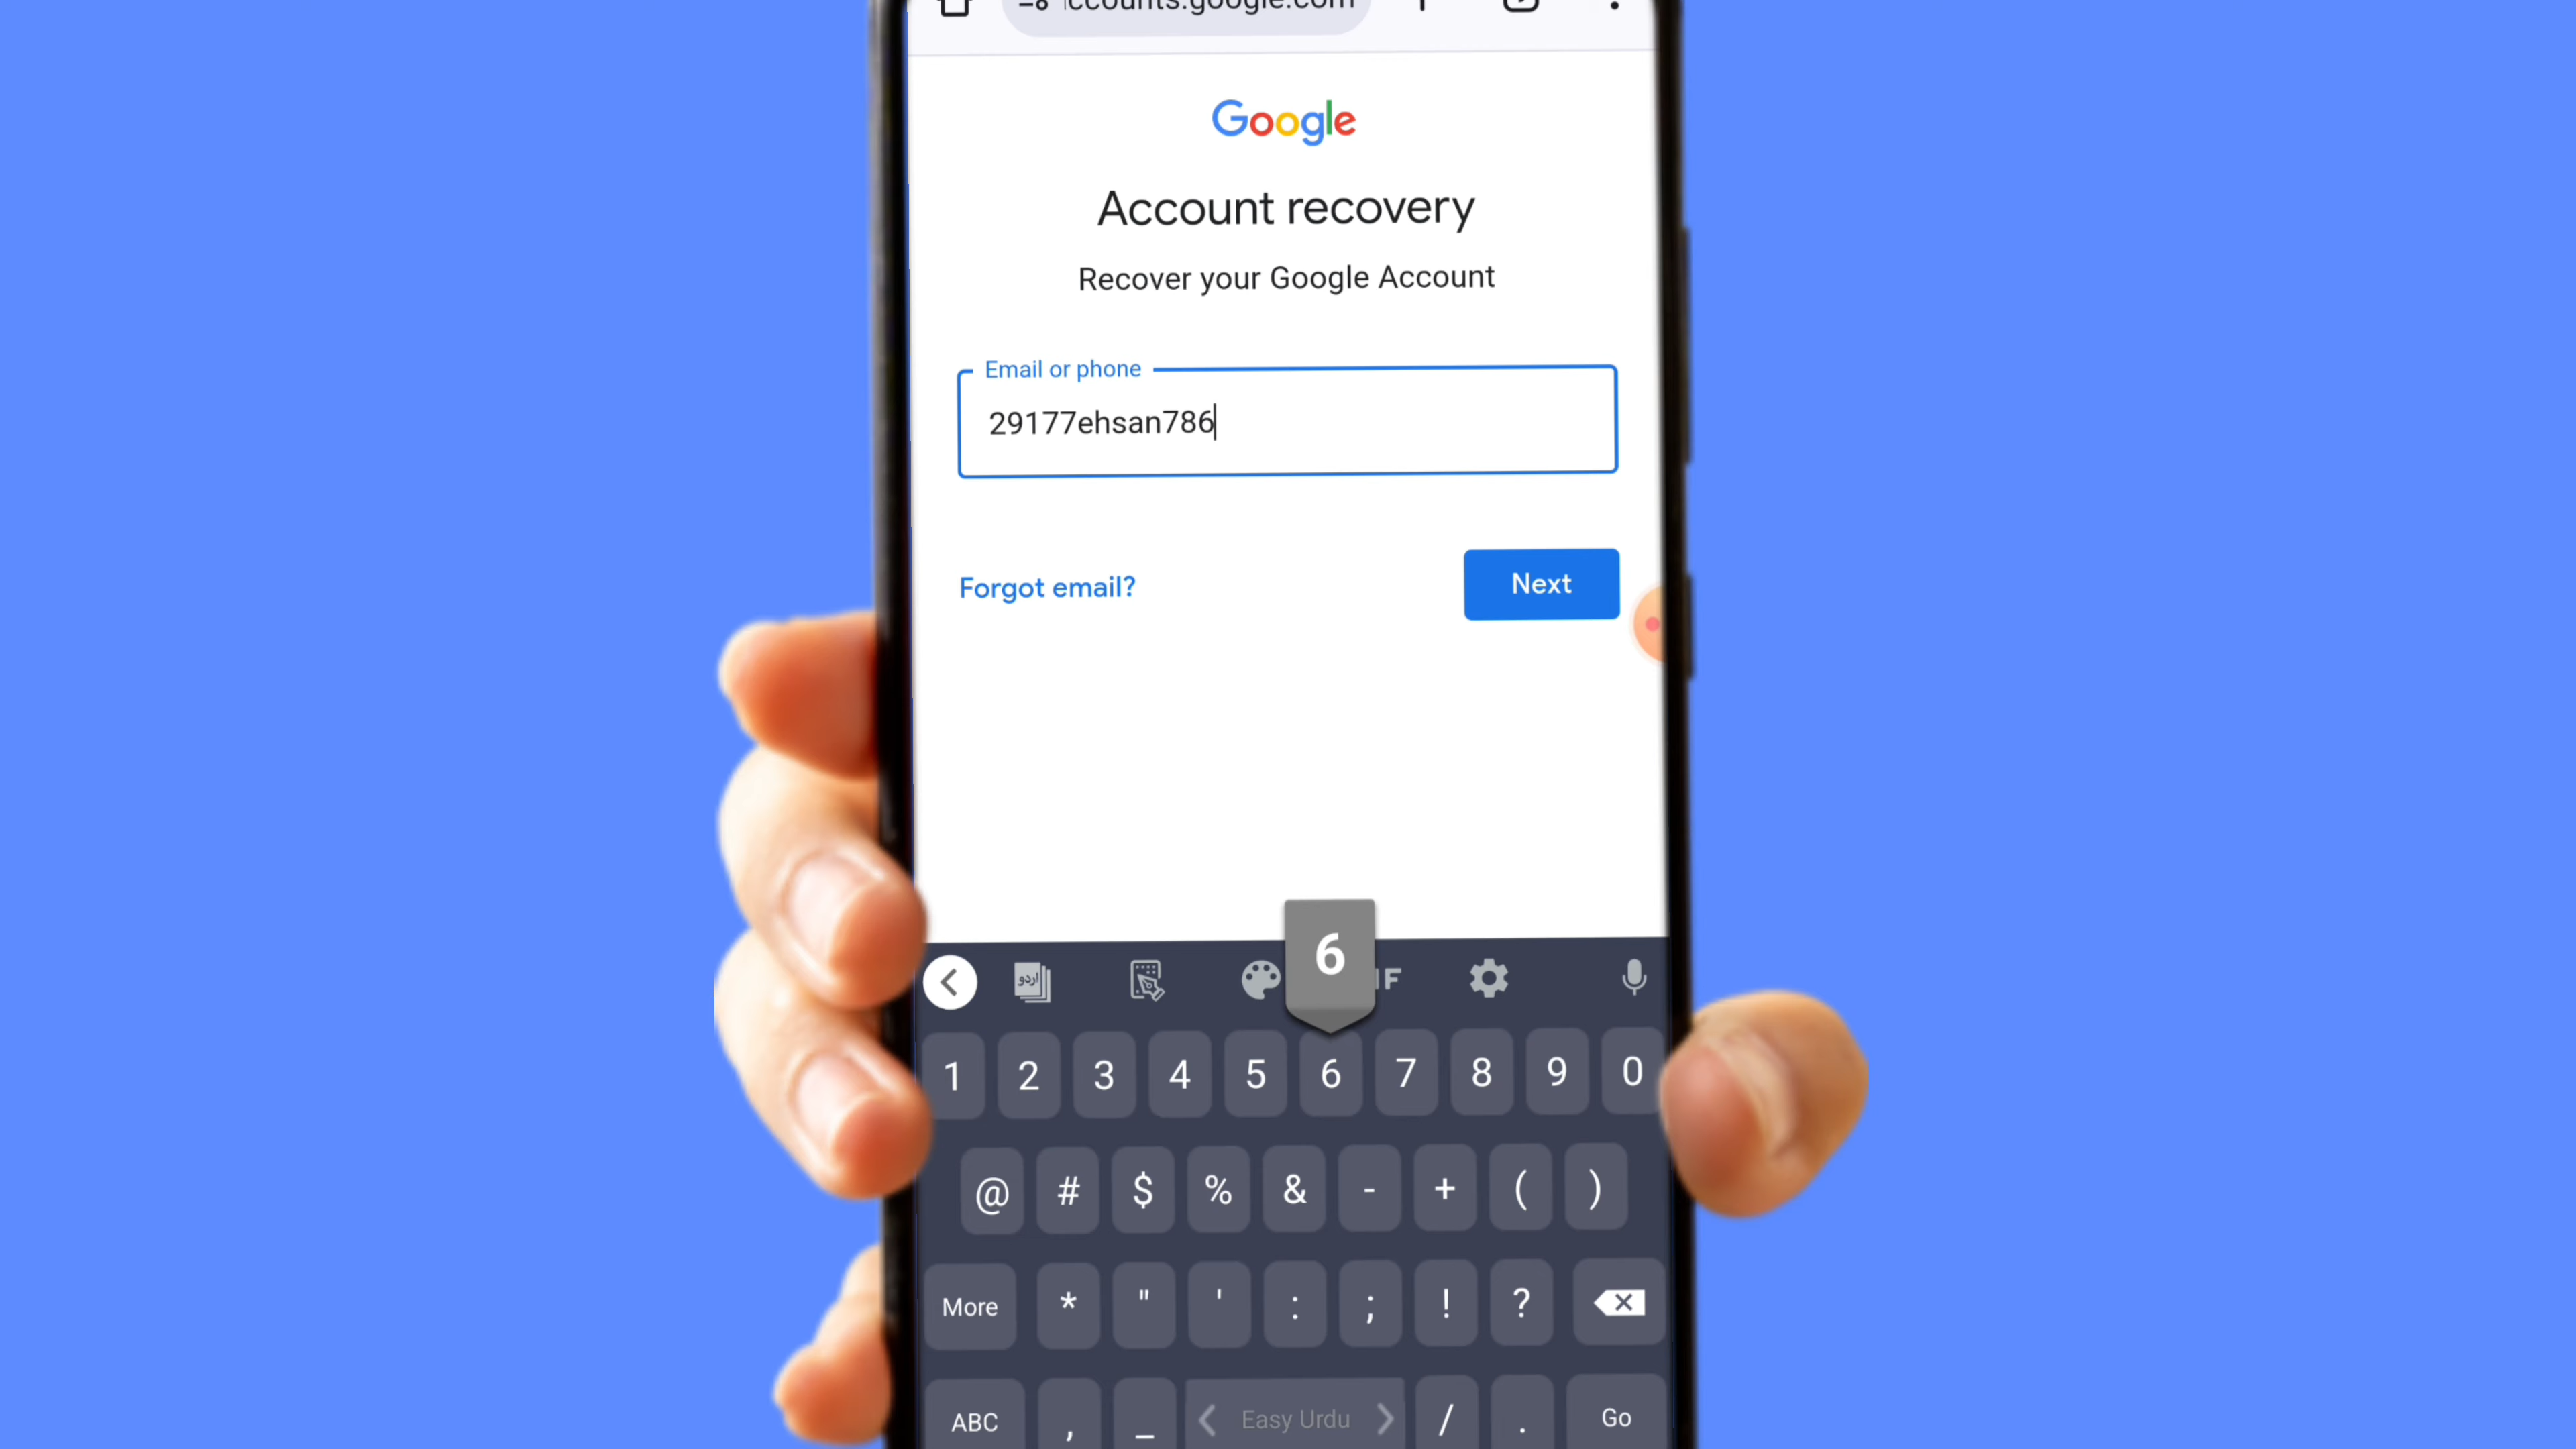 ccounts.google.com
Google
Account recovery
Recover your Google Account
Email or phone
29177ehsan786
Forgot email?
Next
6
اردو
1 2 3 4 5 6 7 8 9 0
@ # $ % & - + ( )
More * " ' : ; ! ?
ABC , _ Easy Urdu / . Go